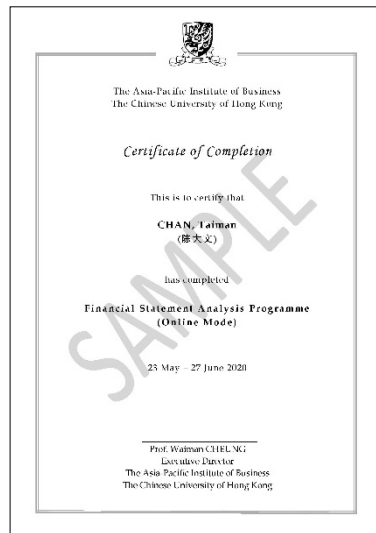 The Asia-Pacific Institute of Business
The Chinese University of Hong Kong
Certificate of Completion
This is to certify that
CHAN, Taiman
(陳大文)
has completed
Financial Statement Analysis Programme
(Online Mode)
23 May – 27 June 2020
SAMPLE
Prof. Waiman CHEUNG
Executive Director
The Asia-Pacific Institute of Business
The Chinese University of Hong Kong